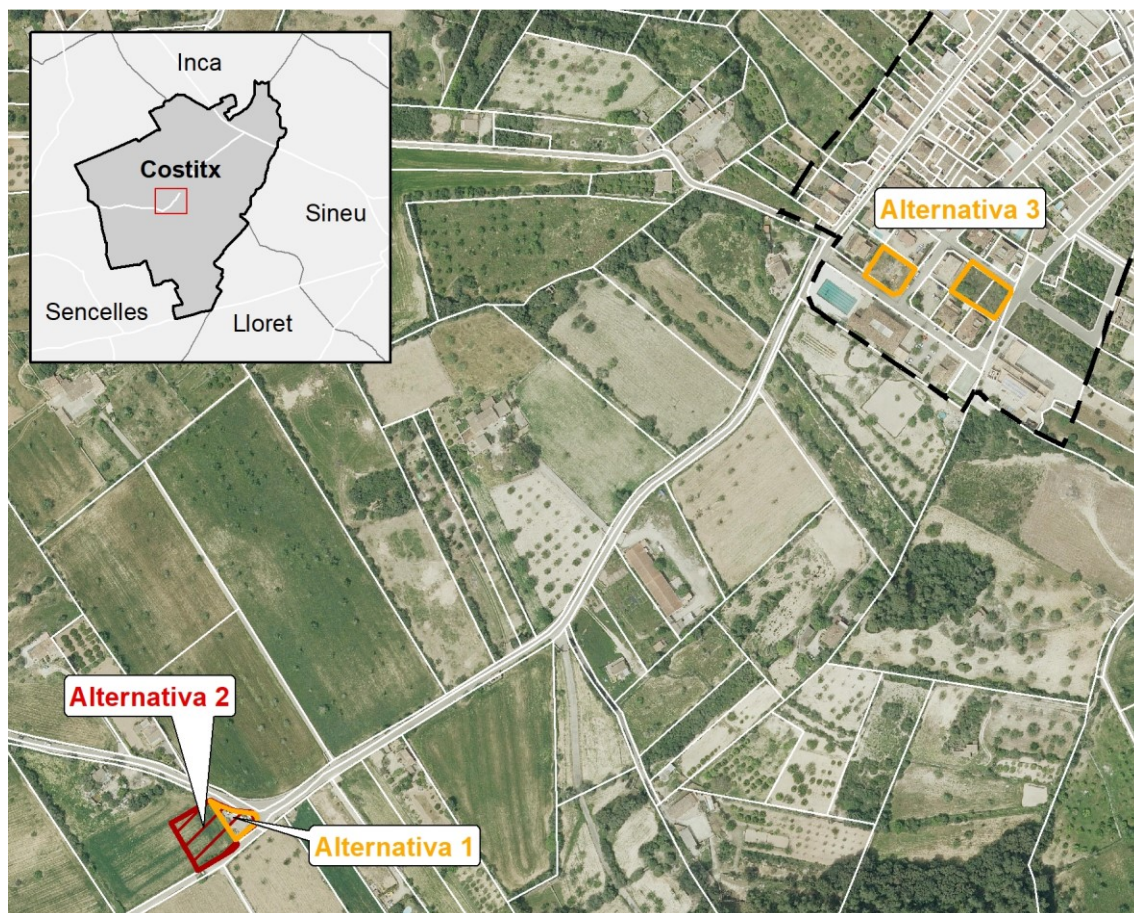 Inca
Costitx
Sineu
Sencelles
Lloret
Alternativa 3
Alternativa 2
Alternativa 1